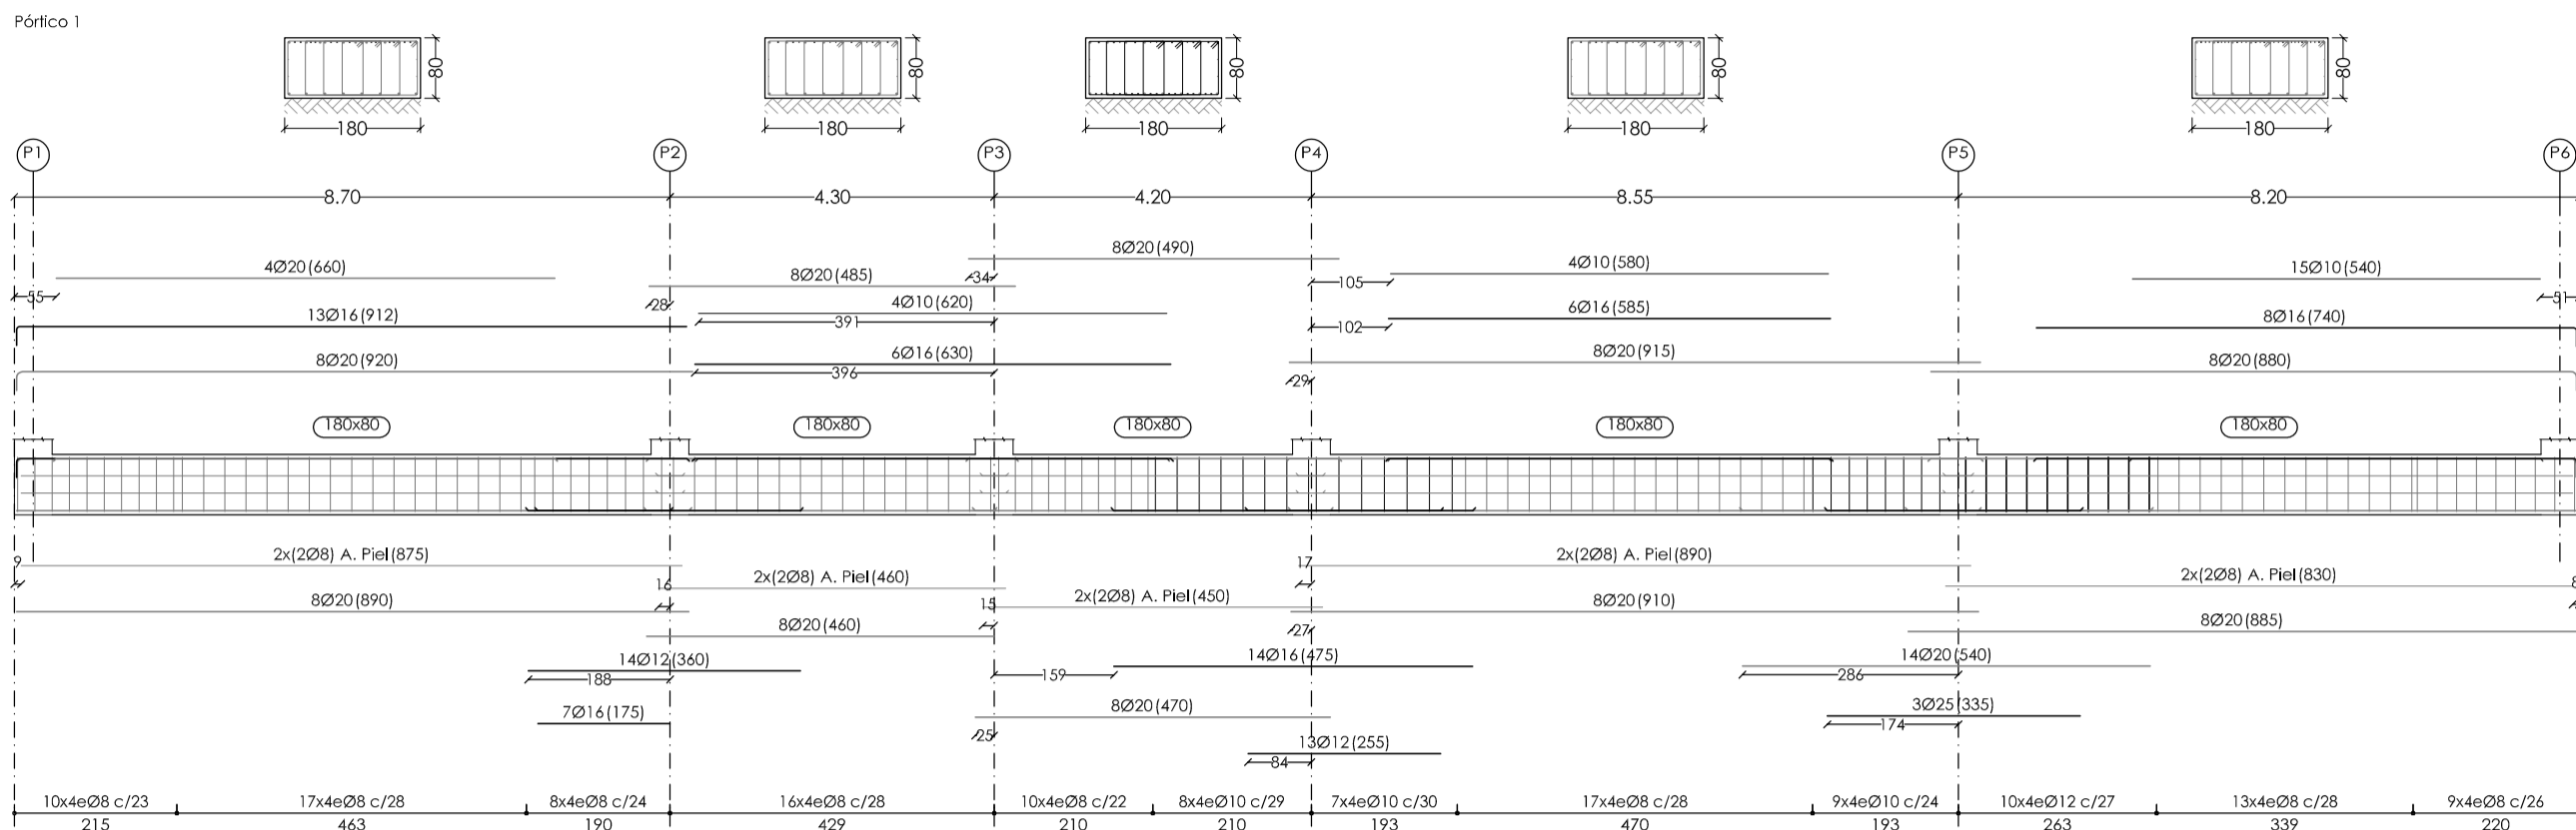 Pórtico 1
80 80 80 80 80
180 180 180 180 180
P1 P2 P3 P4 P5 P6
8.70 4.30 4.20 8.55 8.20
8Ø20(490)
4Ø20(660) 8Ø20(485) 34 4Ø10(580) 15Ø10(540)
105
55 28 4Ø10(620) 51
13Ø16(912) 391 6Ø16(585) 8Ø16(740)
102
8Ø20(920) 6Ø16(630) 8Ø20(915) 8Ø20(880)
396 29
180x80 180x80 180x80 180x80 180x80
9 2x(2Ø8) A. Piel(875) 17 2x(2Ø8) A. Piel(890)
16 2x(2Ø8) A. Piel(460) 2x(2Ø8) A. Piel(830) 8
8Ø20(890) 15 2x(2Ø8) A. Piel(450) 8Ø20(910)
8Ø20(460) 27 8Ø20(885)
14Ø12(360) 14Ø16(475) 14Ø20(540)
188 159 286
7Ø16(175) 8Ø20(470) 3Ø25(335)
174
25 13Ø12(255)
84
10x4eØ8 c/23 17x4eØ8 c/28 8x4eØ8 c/24 16x4eØ8 c/28 10x4eØ8 c/22 8x4eØ10 c/29 7x4eØ10 c/30 17x4eØ8 c/28 9x4eØ10 c/24 10x4eØ12 c/27 13x4eØ8 c/28 9x4eØ8 c/26
215 463 190 429 210 210 193 470 193 263 339 220